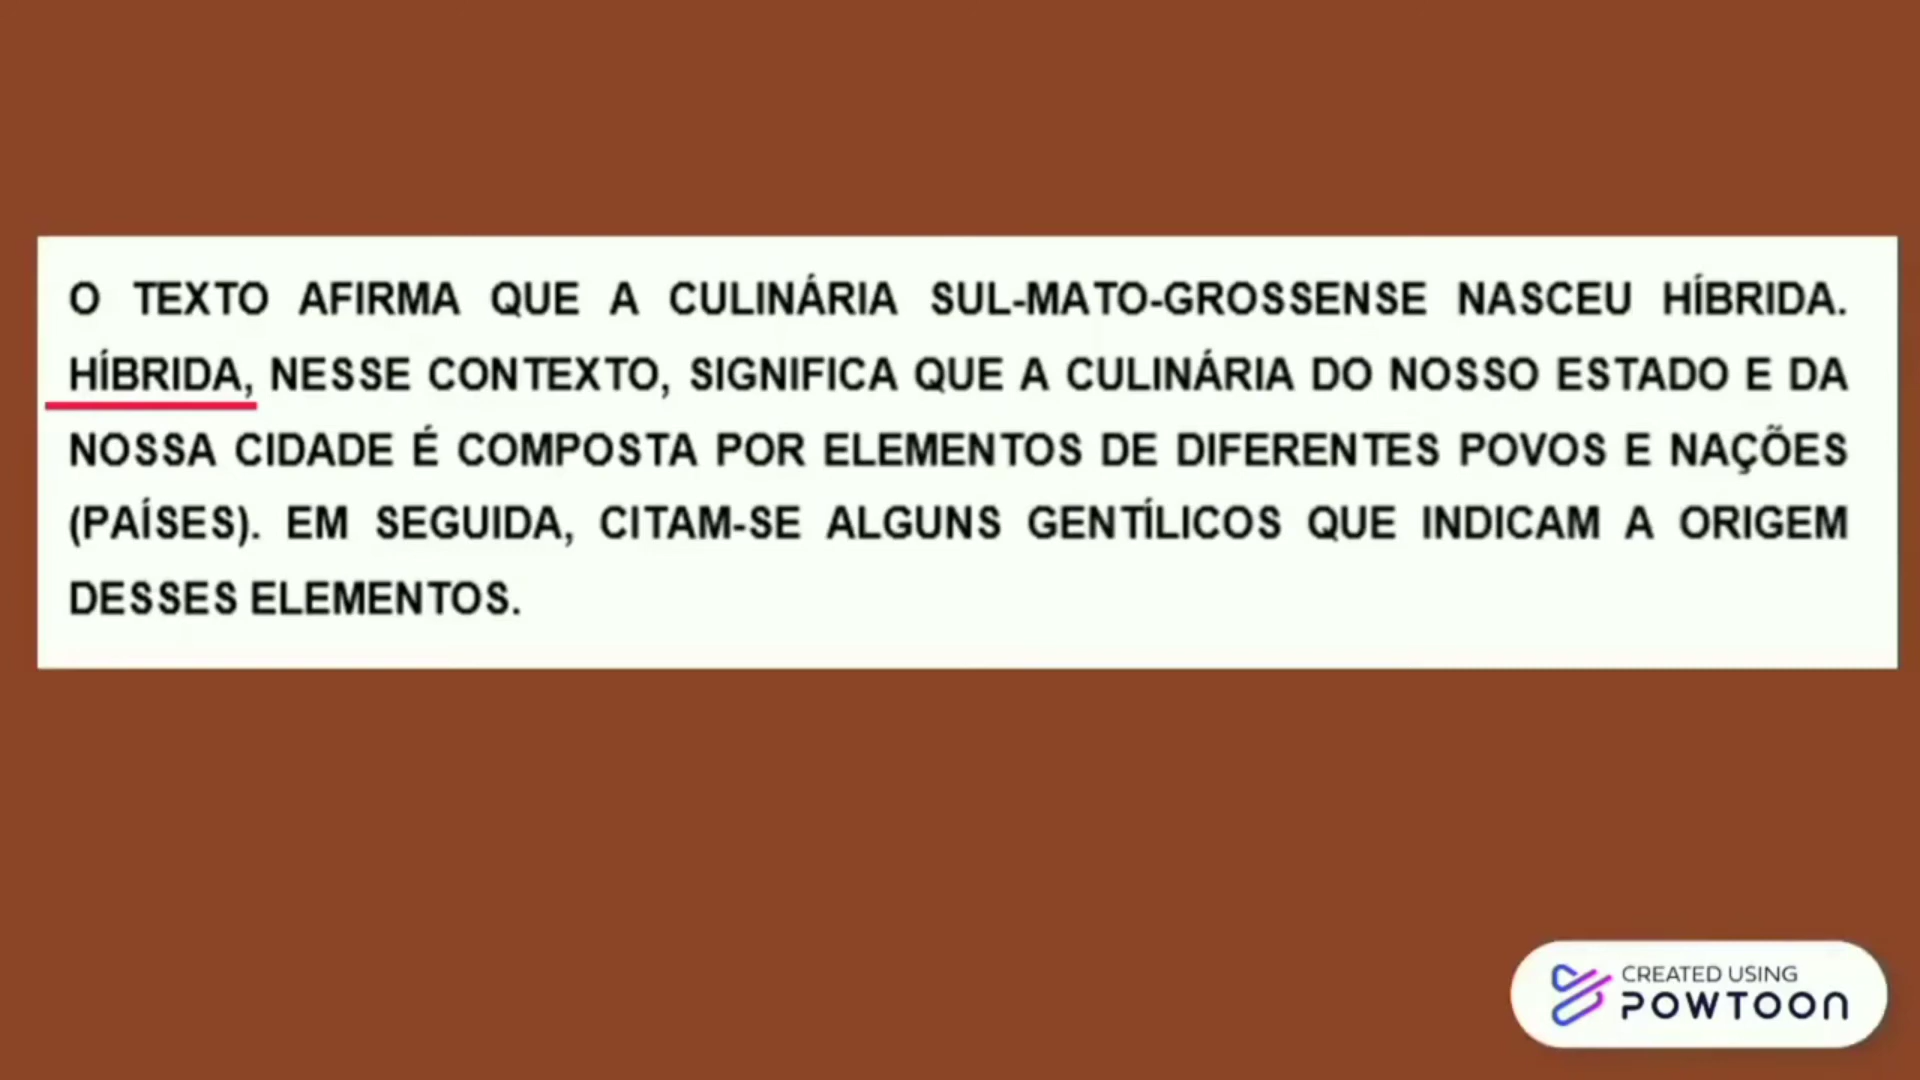 O TEXTO AFIRMA QUE A CULINÁRIA SUL-MATO-GROSSENSE NASCEU HÍBRIDA.
HÍBRIDA, NESSE CONTEXTO, SIGNIFICA QUE A CULINÁRIA DO NOSSO ESTADO E DA
NOSSA CIDADE É COMPOSTA POR ELEMENTOS DE DIFERENTES POVOS E NAÇÕES
(PAÍSES). EM SEGUIDA, CITAM-SE ALGUNS GENTÍLICOS QUE INDICAM A ORIGEM
DESSES ELEMENTOS.
CREATED USING
POWTOON